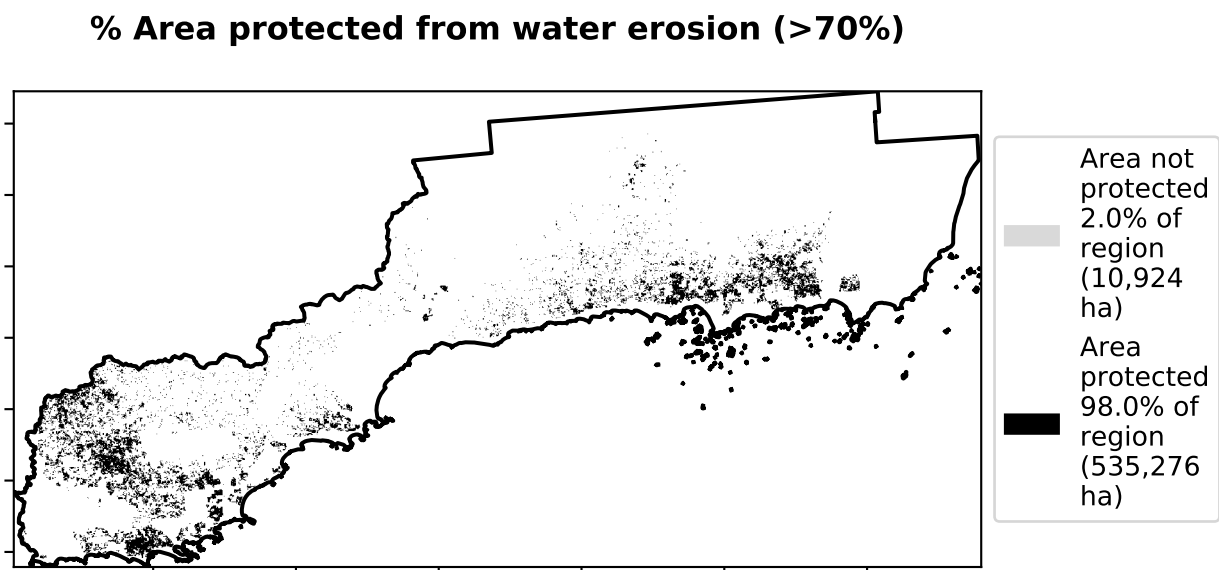 % Area protected from water erosion (>70%)
Area not
protected
2.0% of
region
(10,924
ha)
Area
protected
98.0% of
region
(535,276
ha)